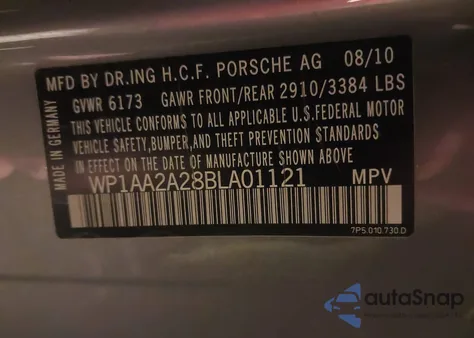 MFD BY DR.ING H.C.F. PORSCHE AG 08/10
GVWR 6173 GAWR FRONT/REAR 2910/3384 LBS
THIS VEHICLE CONFORMS TO ALL APPLICABLE U.S.FEDERAL MOTOR
VEHICLE SAFETY,BUMPER,AND THEFT PREVENTION STANDARDS
IN EFFECT ON THE DATE OF MANUFACTURE SHOWN ABOVE
WP1AA2A28BLA01121 MPV
MADE IN GERMANY
7P5.010.730.D
autoSnap